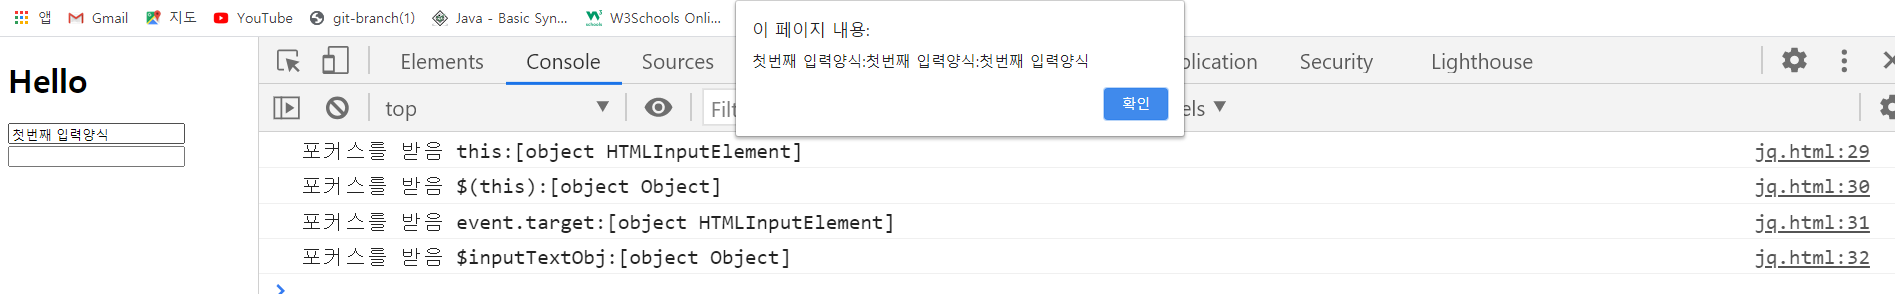 앱 Gmail 지도 YouTube git-branch(1) Java - Basic Syn... W3Schools Onli...
이 페이지 내용:
첫번째 입력양식:첫번째 입력양식:첫번째 입력양식
확인
Hello
첫번째 입력양식
Elements Console Sources plication Security Lighthouse
top Filt els
포커스를 받음 this:[object HTMLInputElement] jq.html:29
포커스를 받음 $(this):[object Object] jq.html:30
포커스를 받음 event.target:[object HTMLInputElement] jq.html:31
포커스를 받음 $inputTextObj:[object Object] jq.html:32